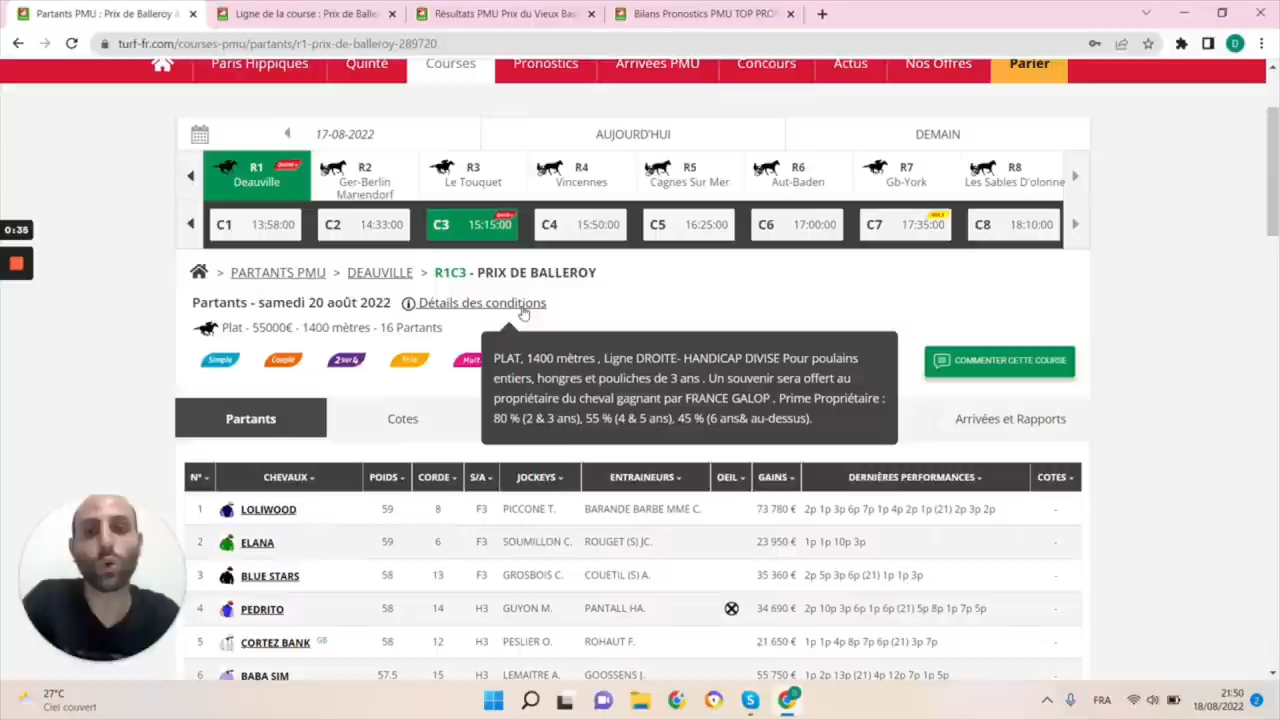 Partants PMU : Prix de Balleroy à
Ligne de la course : Prix de Balle
Résultats PMU Prix du Vieux Bas
Bilans Pronostics PMU TOP PRO
turf-fr.com/courses-pmu/partants/r1-prix-de-balleroy-289720
D
Paris Hippiques
Quinté
Courses
Pronostics
Arrivées PMU
Concours
Actus
Nos Offres
Parier
17-08-2022
AUJOURD'HUI
DEMAIN
R1 Deauville
R2 Ger-Berlin Mariendorf
R3 Le Touquet
R4 Vincennes
R5 Cagnes Sur Mer
R6 Aut-Baden
R7 Gb-York
R8 Les Sables D'olonne
C1 13:58:00
C2 14:33:00
C3 15:15:00
C4 15:50:00
C5 16:25:00
C6 17:00:00
C7 17:35:00
C8 18:10:00
0:35
> PARTANTS PMU > DEAUVILLE > R1C3 - PRIX DE BALLEROY
Partants - samedi 20 août 2022 Détails des conditions
Plat - 55000€ - 1400 mètres - 16 Partants
Simple Couplé 2sur4 Trio Mult
PLAT, 1400 mètres , Ligne DROITE- HANDICAP DIVISE Pour poulains
entiers, hongres et pouliches de 3 ans . Un souvenir sera offert au
propriétaire du cheval gagnant par FRANCE GALOP . Prime Propriétaire :
80 % (2 & 3 ans), 55 % (4 & 5 ans), 45 % (6 ans& au-dessus).
COMMENTER CETTE COURSE
Partants
Cotes
Arrivées et Rapports
N° CHEVAUX POIDS CORDE S/A JOCKEYS ENTRAINEURS OEIL GAINS DERNIÈRES PERFORMANCES COTES
1 LOLIWOOD 59 8 F3 PICCONE T. BARANDE BARBE MME C. 73 780 € 2p 1p 3p 6p 7p 1p 4p 2p 1p (21) 2p 3p 2p -
2 ELANA 59 6 F3 SOUMILLON C. ROUGET (S) JC. 23 950 € 1p 1p 10p 3p -
3 BLUE STARS 58 13 F3 GROSBOIS C. COUETIL (S) A. 35 360 € 2p 5p 3p 6p (21) 1p 1p 3p -
4 PEDRITO 58 14 H3 GUYON M. PANTALL HA. 34 690 € 2p 10p 3p 6p 1p 6p (21) 5p 8p 1p 7p 5p -
5 CORTEZ BANK GB 58 12 H3 PESLIER O. ROHAUT F. 21 650 € 1p 1p 4p 8p 7p 6p (21) 3p 7p -
6 BABA SIM 57.5 15 H3 LEMAITRE A. GOOSSENS J. 55 750 € 1p 2p 13p (21) 4p 12p 7p 1p 5p -
27°C
Ciel couvert
FRA
21:50
18/08/2022
2